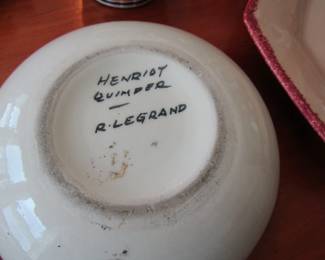 HENRIOT
QUIMPER
R. LEGRAND